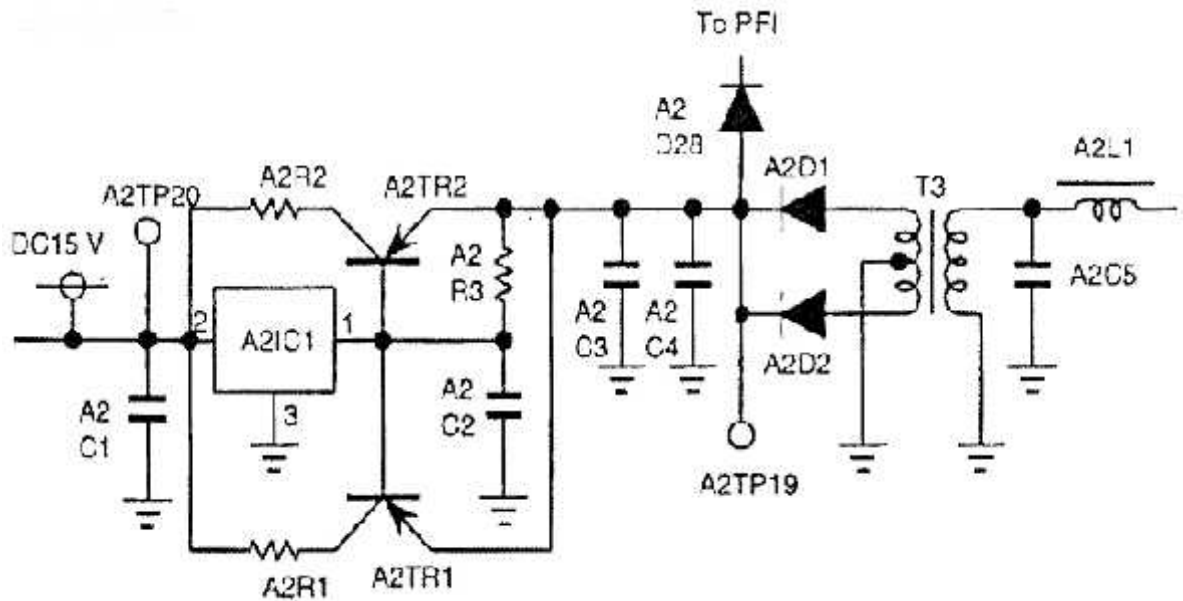 To PFI
A2
D28
A2D1
A2L1
T3
A2R2
A2TR2
A2TP20
DC15 V
A2
R3
A2C5
2
A2IC1
1
A2
C3
A2
C4
A2D2
3
A2
C1
A2
C2
A2TP19
A2R1
A2TR1